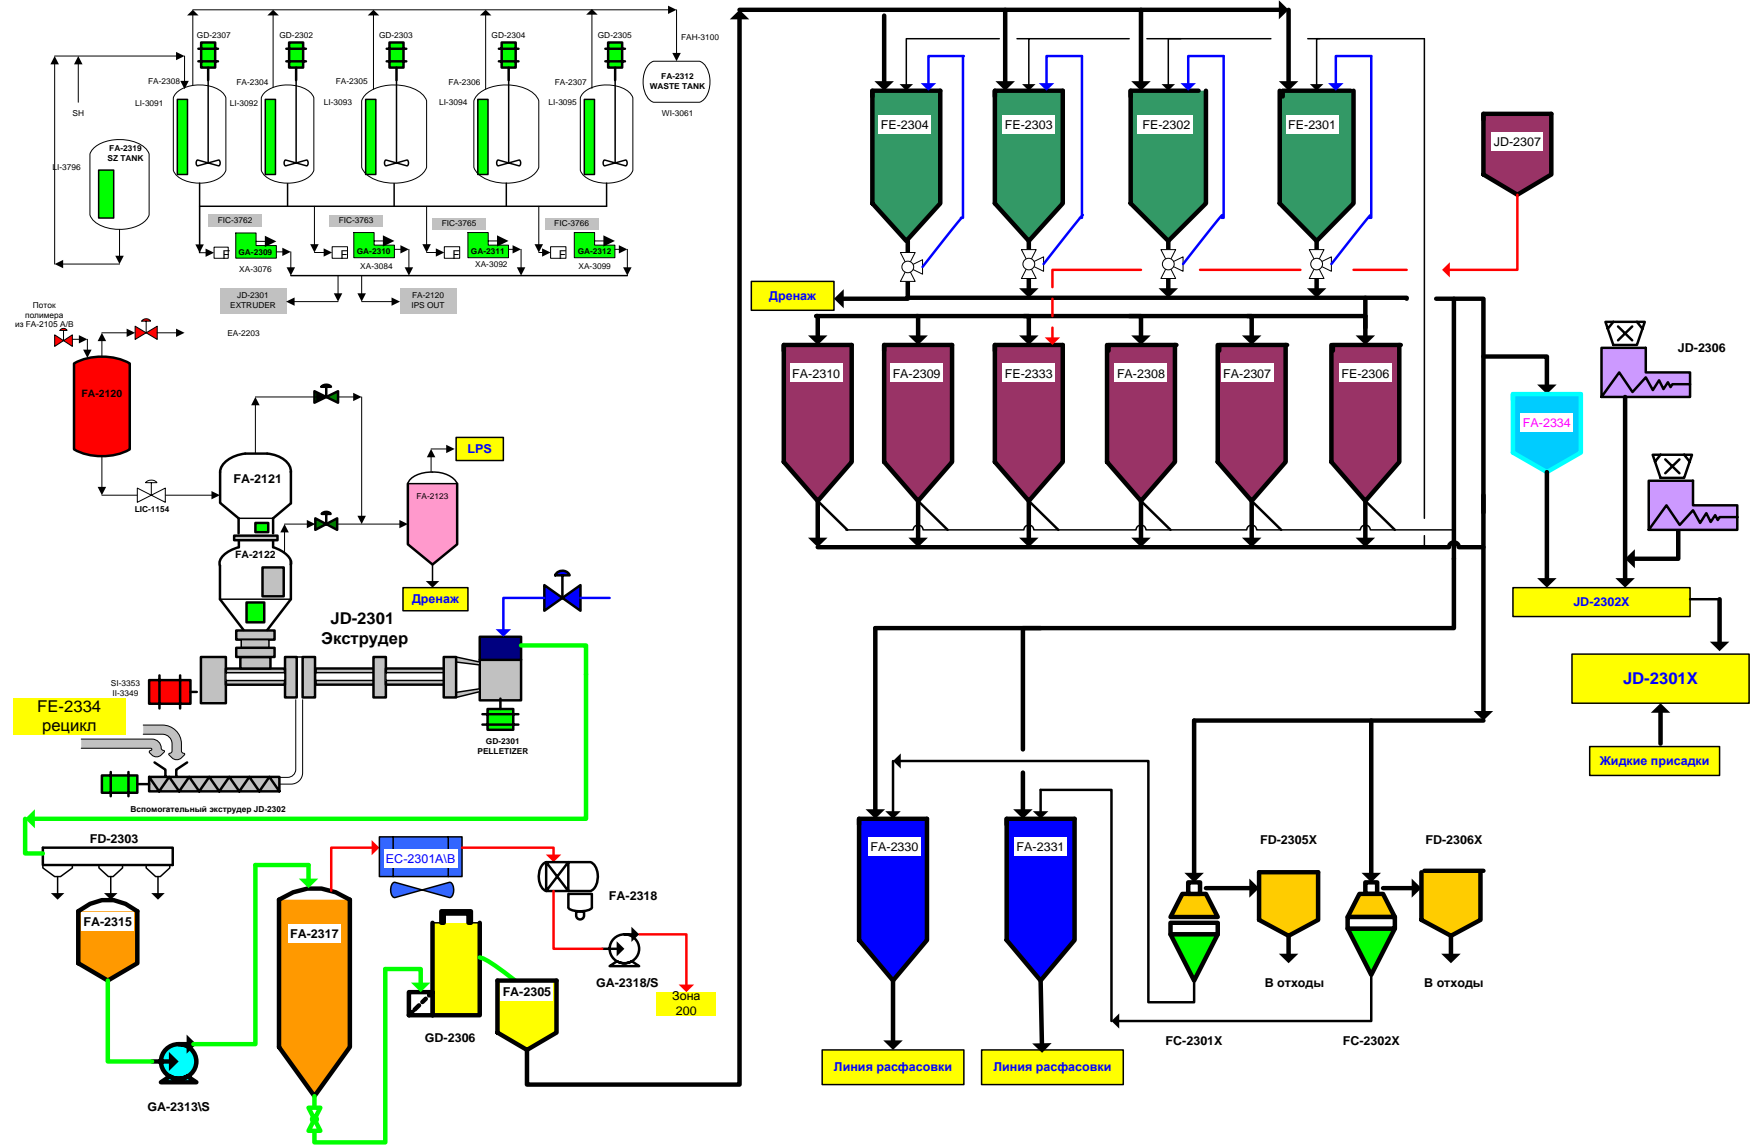 GD-2307
GD-2302
GD-2303
GD-2304
GD-2305
FAH-3100
FA-2308
FA-2304
FA-2305
FA-2306
FA-2307
FA-2312
WASTE TANK
LI-3091
LI-3092
LI-3093
LI-3094
LI-3095
WI-3061
SH
FA-2319
SZ TANK
LI-3796
FIC-3762
FIC-3763
FIC-3765
FIC-3766
GA-2309
GA-2310
GA-2311
GA-2312
XA-3076
XA-3084
XA-3092
XA-3099
JD-2301
EXTRUDER
FA-2120
IPS OUT
Поток
полимера
из FA-2105 A/B
EA-2203
FA-2120
FA-2121
LIC-1154
FA-2122
LPS
FA-2123
Дренаж
JD-2301
Экструдер
SI-3353
II-3349
FE-2334
рецикл
GD-2301
PELLETIZER
Вспомогательный экструдер JD-2302
FD-2303
FA-2315
GA-2313\S
FA-2317
EC-2301A\B
FA-2318
GA-2318/S
Зона
200
GD-2306
FA-2305
FE-2304
FE-2303
FE-2302
FE-2301
JD-2307
Дренаж
FA-2310
FA-2309
FE-2333
FA-2308
FA-2307
FE-2306
JD-2306
FA-2334
JD-2302X
JD-2301X
Жидкие присадки
FA-2330
FA-2331
FD-2305X
FD-2306X
В отходы
В отходы
FC-2301X
FC-2302X
Линия расфасовки
Линия расфасовки